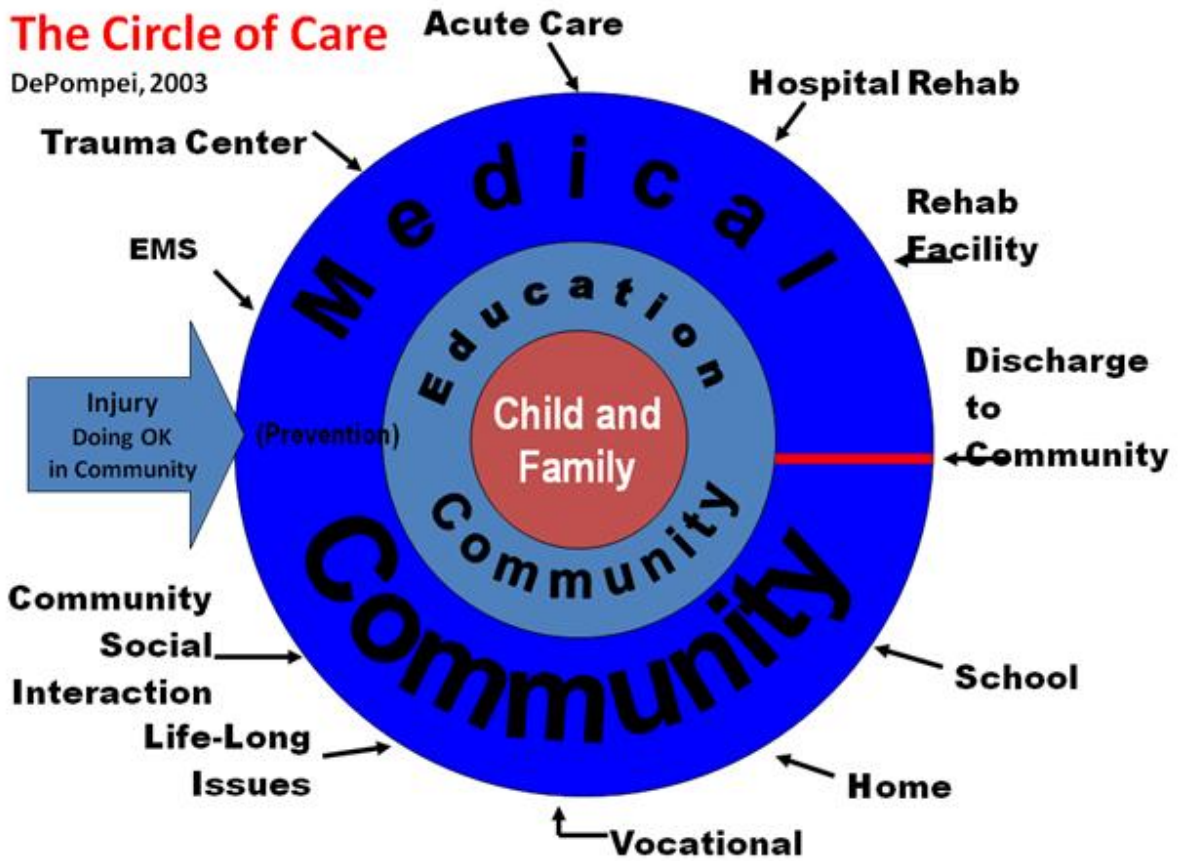 The Circle of Care
DePompei, 2003
Acute Care
Hospital Rehab
Trauma Center
Rehab
Facility
EMS
Discharge
to
Community
Injury
Doing OK
in Community
(Prevention)
Medical
Education
Child and
Family
Community
Community
Community
Social
Interaction
Life-Long
Issues
Vocational
Home
School